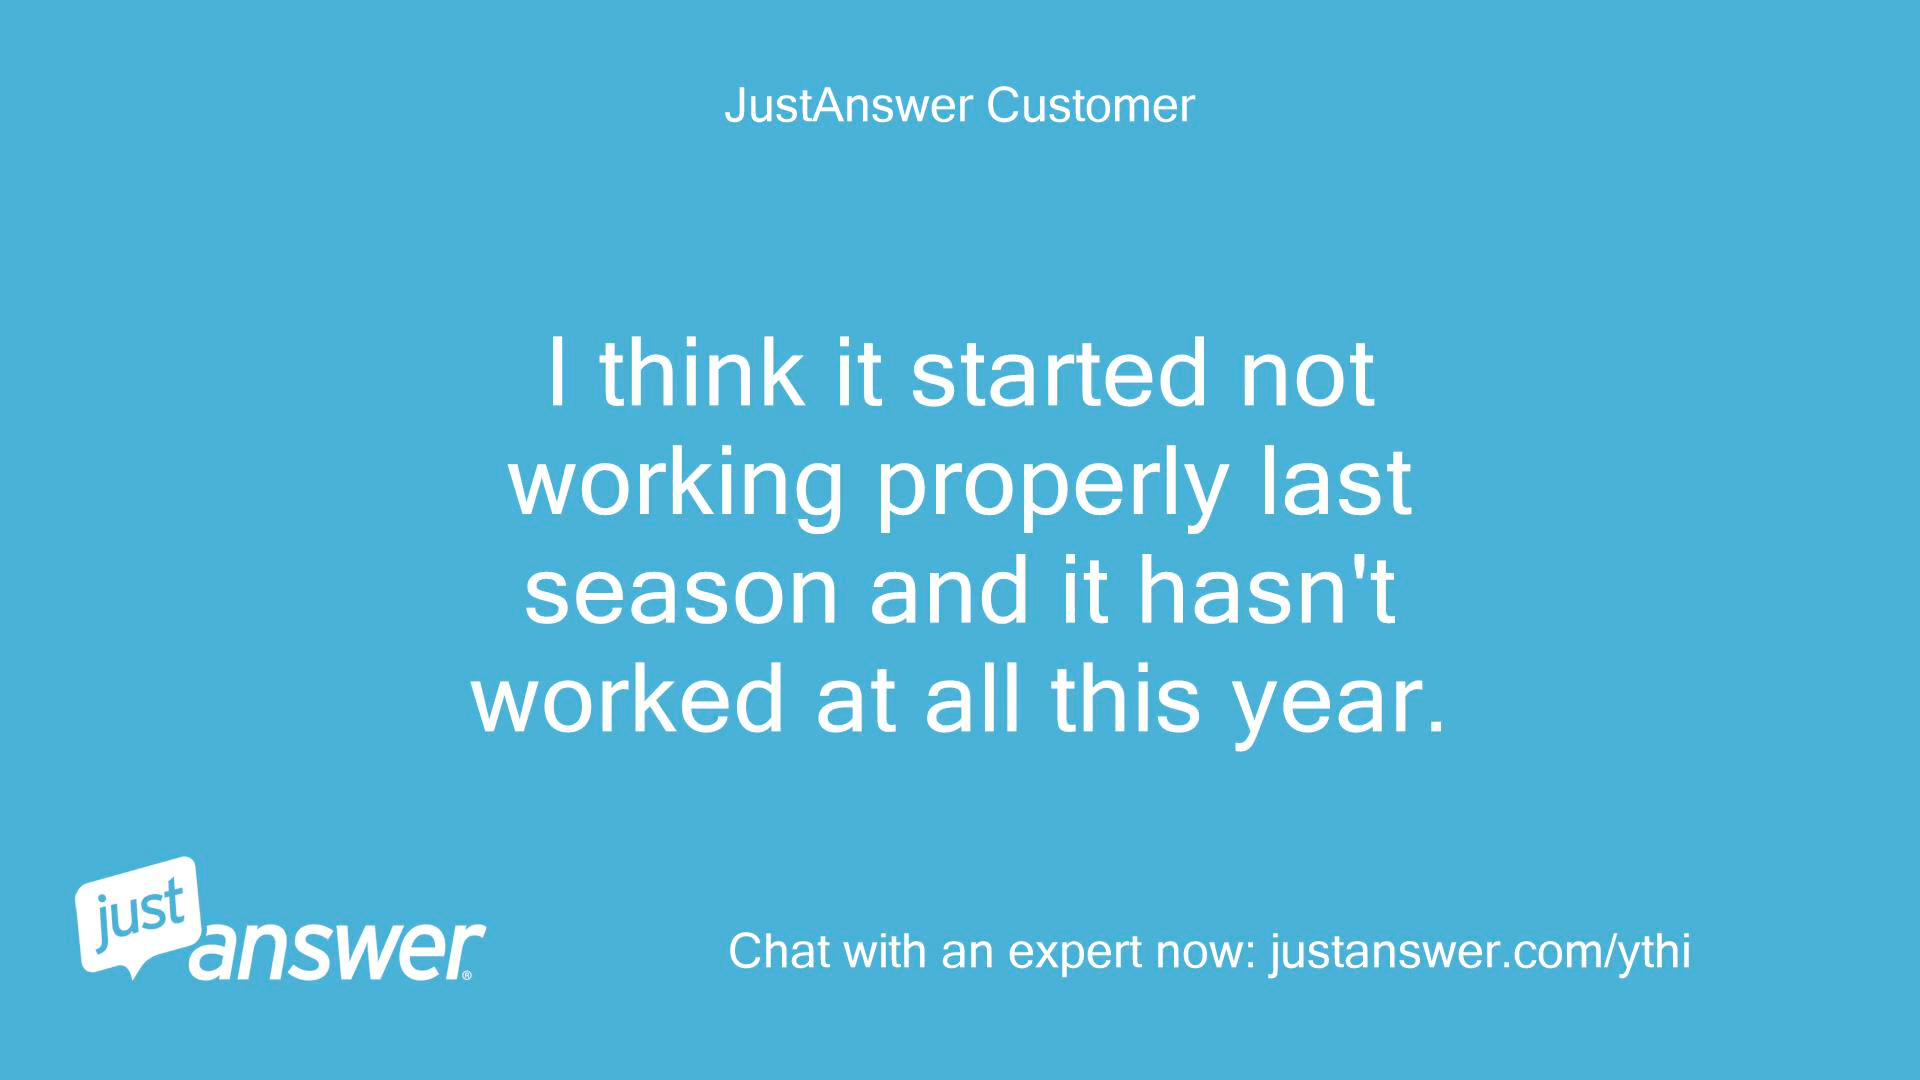 JustAnswer Customer
I think it started not
working properly last
season and it hasn't
worked at all this year.
just
answer®
Chat with an expert now: justanswer.com/ythi